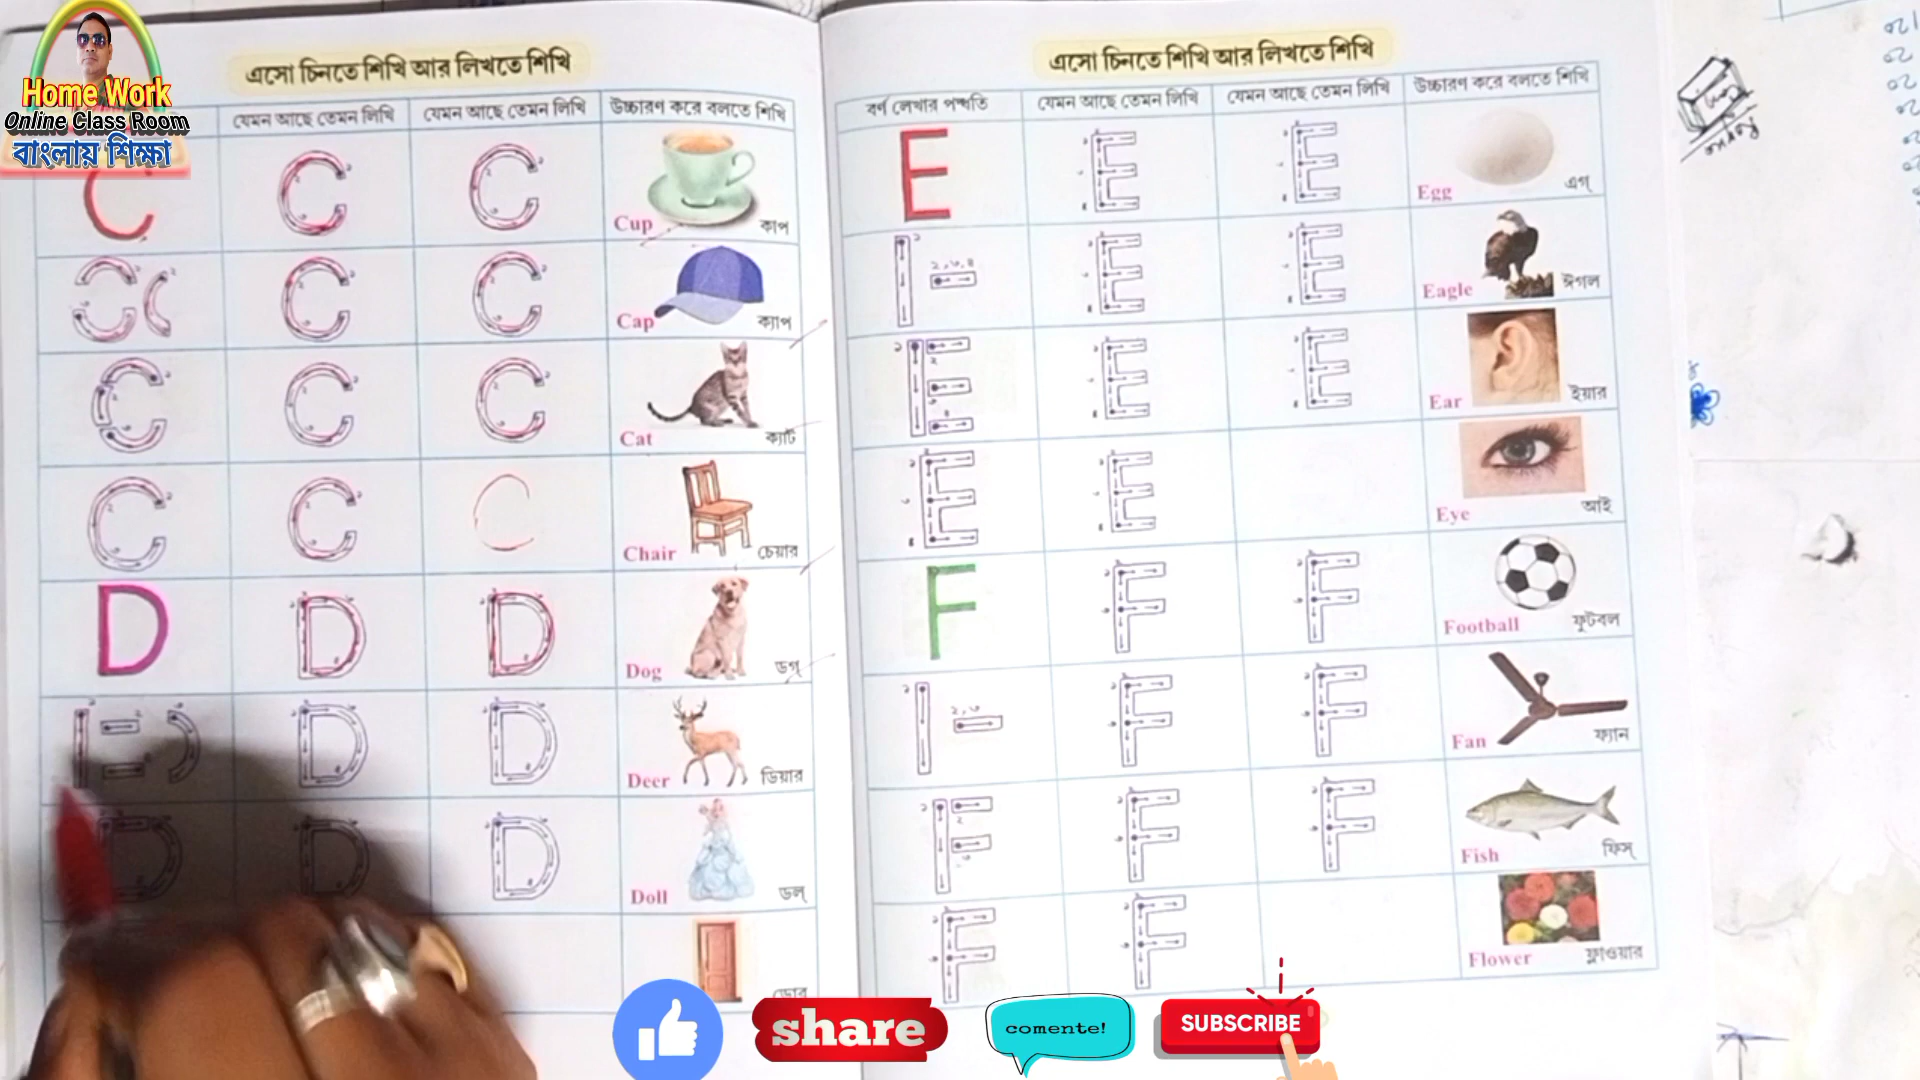 Home Work
Online Class Room
বাংলায় শিক্ষা
এসো চিনতে শিখি আর লিখতে শিখি
যেমন আছে তেমন লিখি
যেমন আছে তেমন লিখি
উচ্চারণ করে বলতে শিখি
C C C
Cup কাপ
C C
Cap ক্যাপ
C C C
Cat ক্যাট
C C C
Chair চেয়ার
D D D
Dog ডগ্
D D
Deer ডিয়ার
D D D
Doll ডল্
ডোর
এসো চিনতে শিখি আর লিখতে শিখি
বর্ণ লেখার পদ্ধতি
যেমন আছে তেমন লিখি
যেমন আছে তেমন লিখি
উচ্চারণ করে বলতে শিখি
E E E
Egg এগ্
E E
Eagle ঈগল
E E E
Ear ইয়ার
E E
Eye আই
F F F
Football ফুটবল
F F
Fan ফ্যান
F F F
Fish ফিস্
F F
Flower ফ্লাওয়ার
share
comente!
SUBSCRIBE